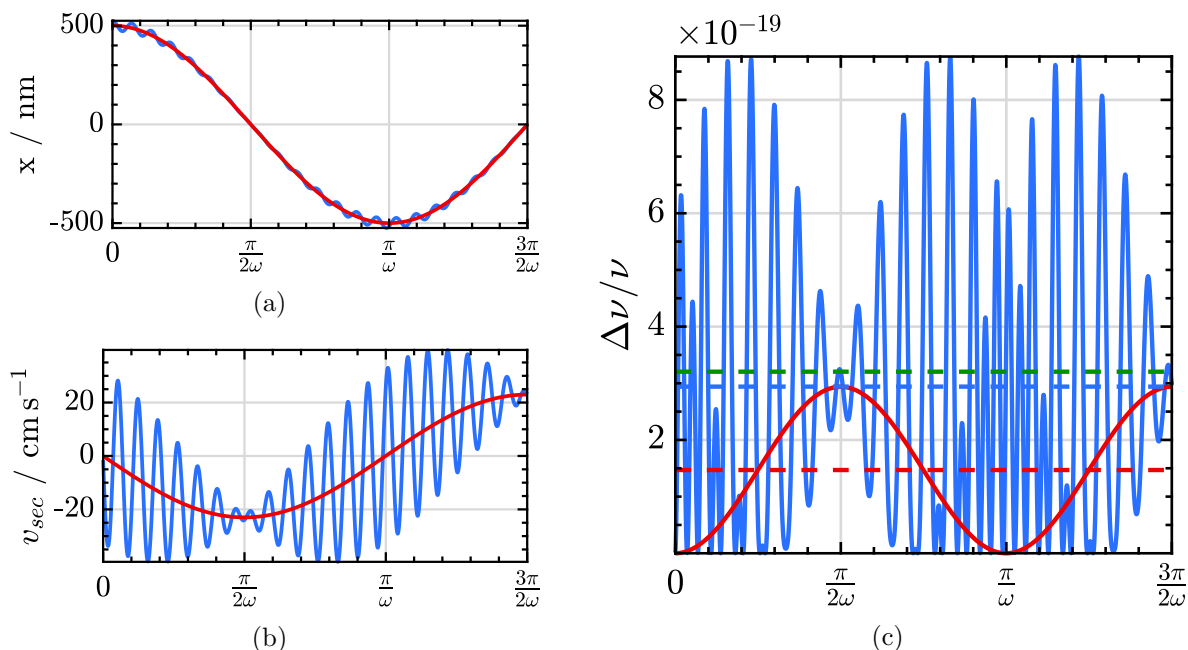 500
0
-500
x / nm
0
π/2ω
π/ω
3π/2ω
(a)
20
0
-20
v_sec / cm s⁻¹
0
π/2ω
π/ω
3π/2ω
(b)
×10⁻¹⁹
8
6
4
2
Δν/ν
0
π/2ω
π/ω
3π/2ω
(c)